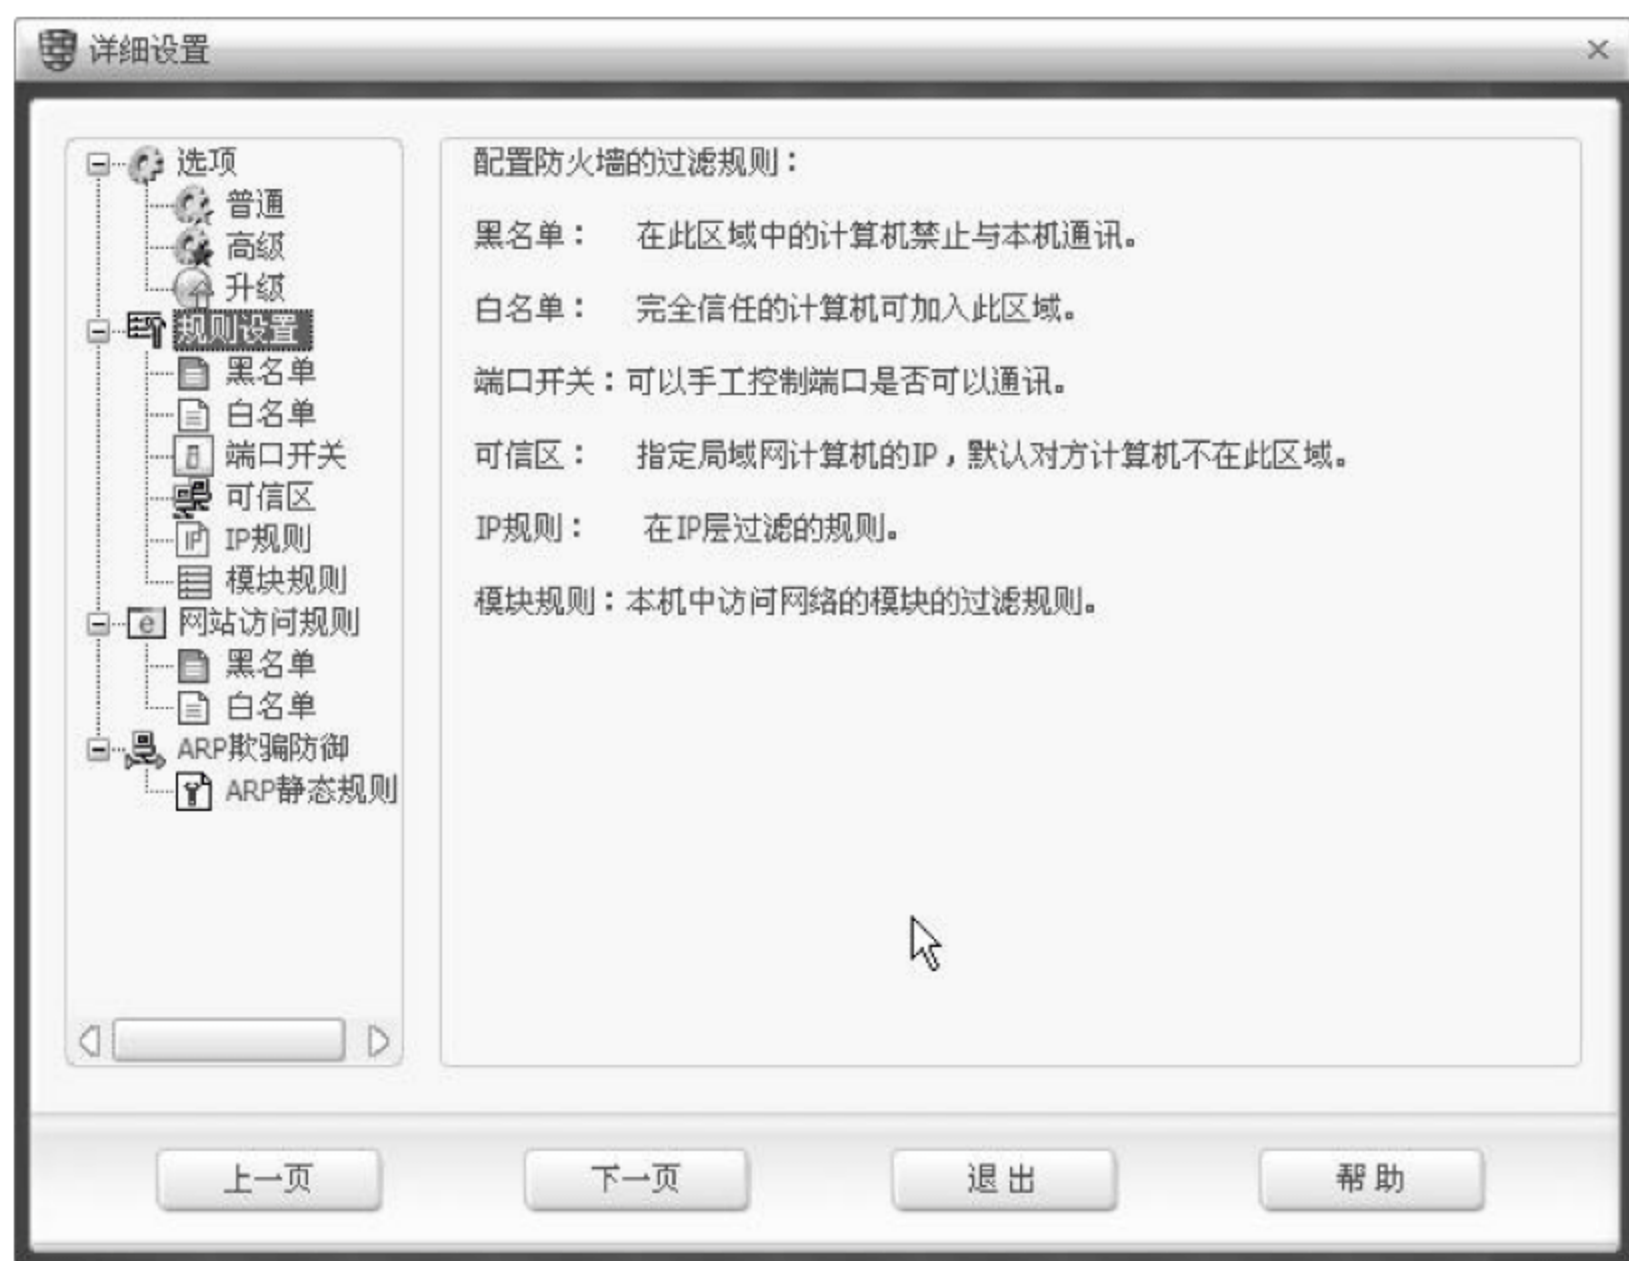 详细设置
选项
普通
高级
升级
规则设置
黑名单
白名单
端口开关
可信区
IP规则
模块规则
网站访问规则
黑名单
白名单
ARP欺骗防御
ARP静态规则
配置防火墙的过滤规则：
黑名单： 在此区域中的计算机禁止与本机通讯。
白名单： 完全信任的计算机可加入此区域。
端口开关：可以手工控制端口是否可以通讯。
可信区： 指定局域网计算机的IP，默认对方计算机不在此区域。
IP规则： 在IP层过滤的规则。
模块规则：本机中访问网络的模块的过滤规则。
上一页
下一页
退出
帮助